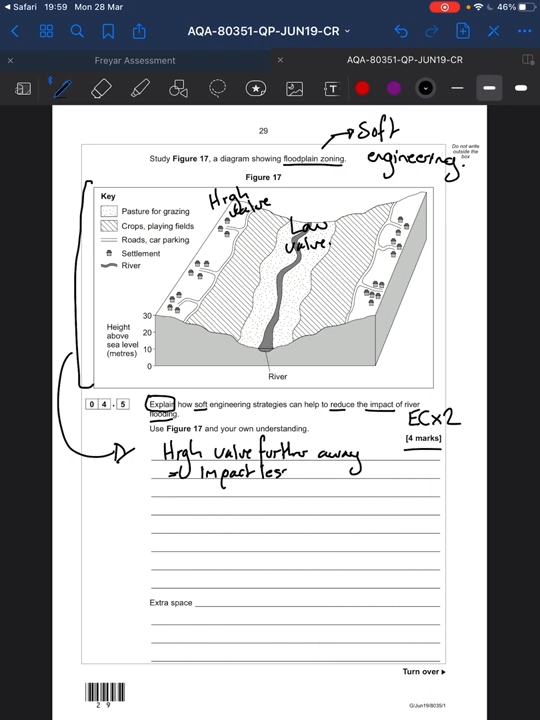 Safari 19:59 Mon 28 Mar 46%
AQA-80351-QP-JUN19-CR
Freyar Assessment
AQA-80351-QP-JUN19-CR
29
Do not write
outside the
box
Study Figure 17, a diagram showing floodplain zoning.
Soft
engineering.
Figure 17
Key
Pasture for grazing
Crops, playing fields
Roads, car parking
Settlement
River
High
value
Low
value.
Height
above
sea level
(metres)
30
20
10
0
River
0 4 . 5
Explain how soft engineering strategies can help to reduce the impact of river
flooding.
Use Figure 17 and your own understanding.
EC×2
[4 marks]
High value further away
⇒ impact less
Extra space
Turn over
2 9
G/Jun19/8035/1